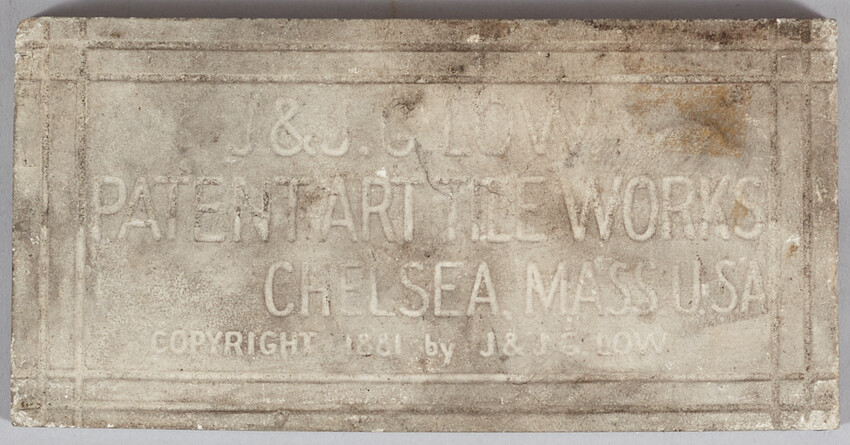 J & J. G. LOW
PATENT ART TILE WORKS
CHELSEA, MASS U.S.A
COPYRIGHT 1881 by J & J. G. LOW.